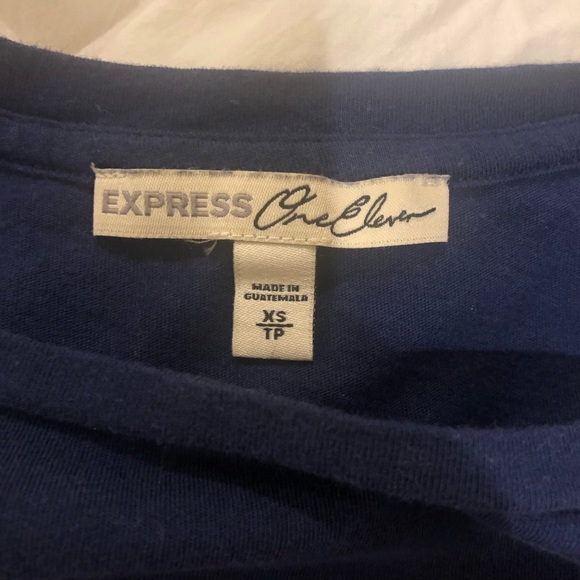 EXPRESS One Eleven
MADE IN
GUATEMALA
XS
TP